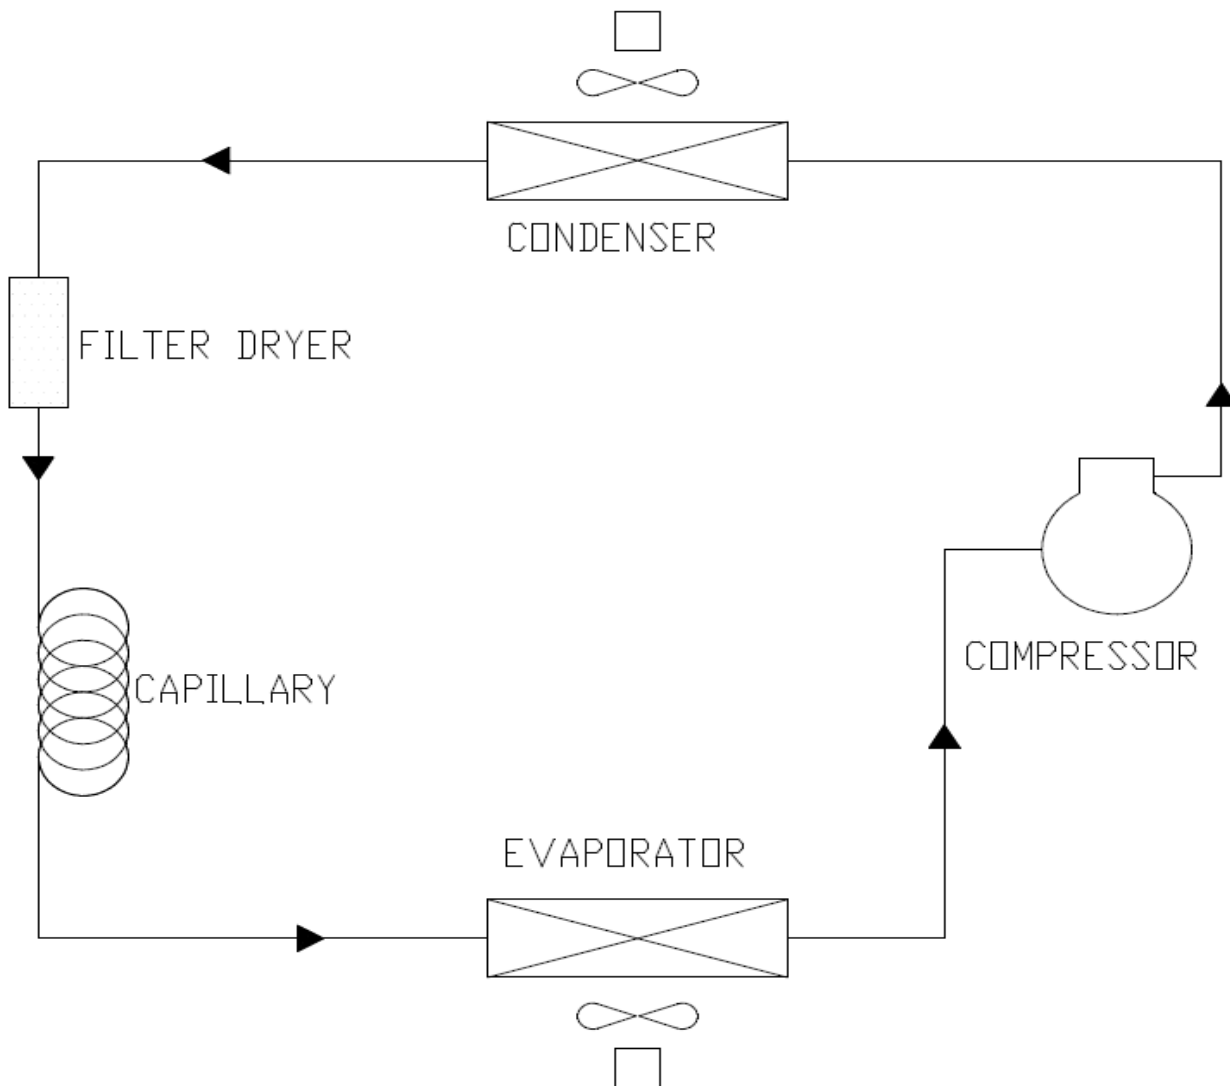 CONDENSER
FILTER DRYER
COMPRESSOR
CAPILLARY
EVAPORATOR